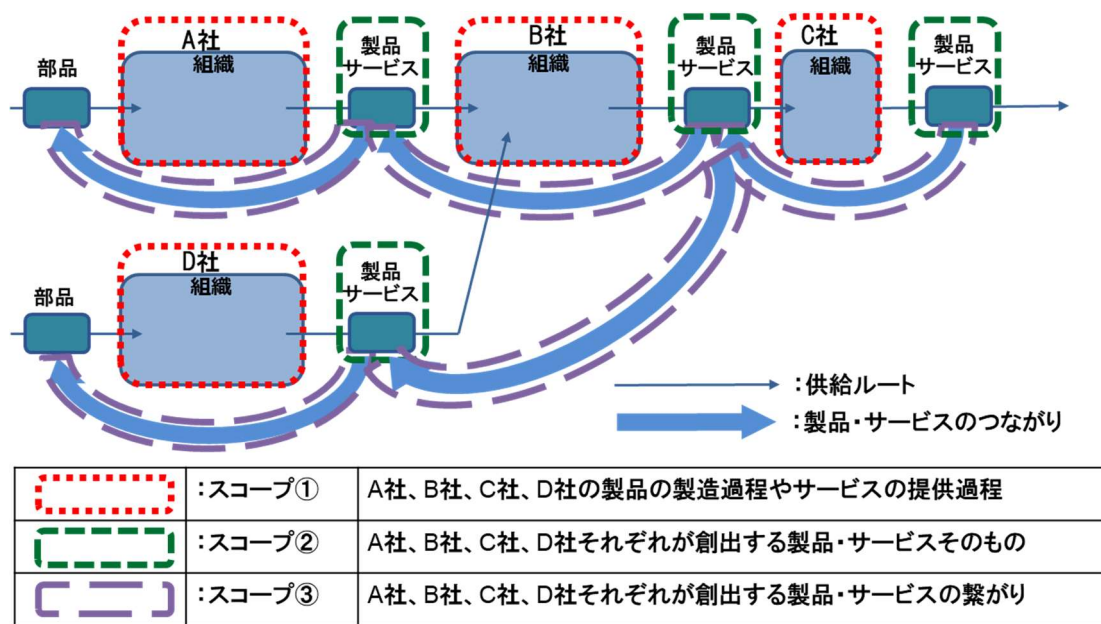 A社
組織
部品
製品
サービス
B社
組織
製品
サービス
C社
組織
製品
サービス
D社
組織
部品
製品
サービス
:供給ルート
:製品・サービスのつながり
:スコープ① A社、B社、C社、D社の製品の製造過程やサービスの提供過程
:スコープ② A社、B社、C社、D社それぞれが創出する製品・サービスそのもの
:スコープ③ A社、B社、C社、D社それぞれが創出する製品・サービスの繋がり